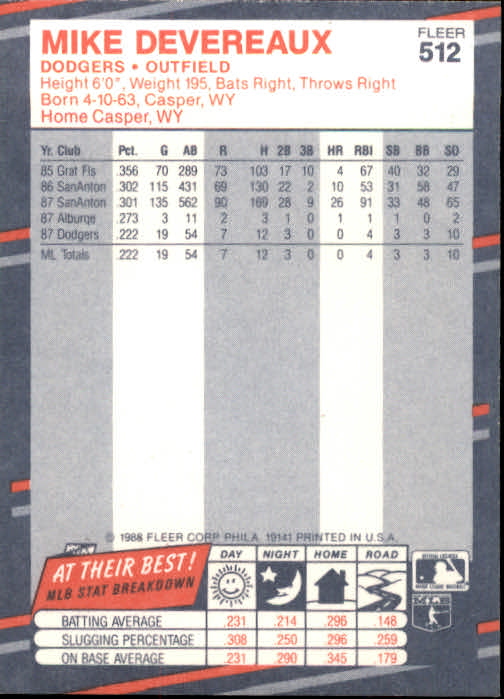 MIKE DEVEREAUX
FLEER
512
DODGERS • OUTFIELD
Height 6'0", Weight 195, Bats Right, Throws Right
Born 4-10-63, Casper, WY
Home Casper, WY
Yr. Club Pct. G AB R H 2B 3B HR RBI SB BB SO
85 Grat Fls .356 70 289 73 103 17 10 4 67 40 32 29
86 SanAnton .302 115 431 69 130 22 2 10 53 31 58 47
87 SanAnton .301 135 562 90 169 28 9 26 91 33 48 65
87 Alburqe .273 3 11 2 3 1 0 1 1 1 0 2
87 Dodgers .222 19 54 7 12 3 0 0 4 3 3 10
ML Totals .222 19 54 7 12 3 0 0 4 3 3 10
© 1988 FLEER CORP. PHILA. 19141 PRINTED IN U.S.A.
AT THEIR BEST!
MLB STAT BREAKDOWN
DAY NIGHT HOME ROAD
BATTING AVERAGE .231 .214 .296 .148
SLUGGING PERCENTAGE .308 .250 .296 .259
ON BASE AVERAGE .231 .290 .345 .179